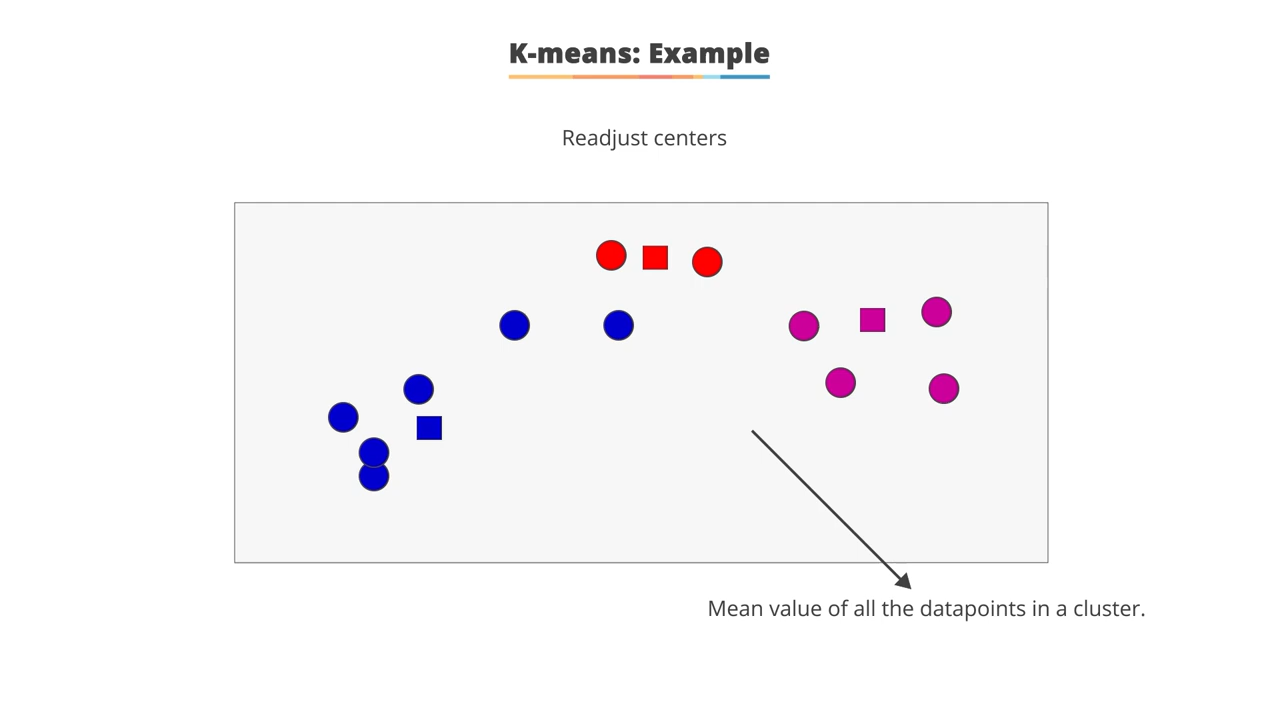 K-means: Example
Readjust centers
Mean value of all the datapoints in a cluster.